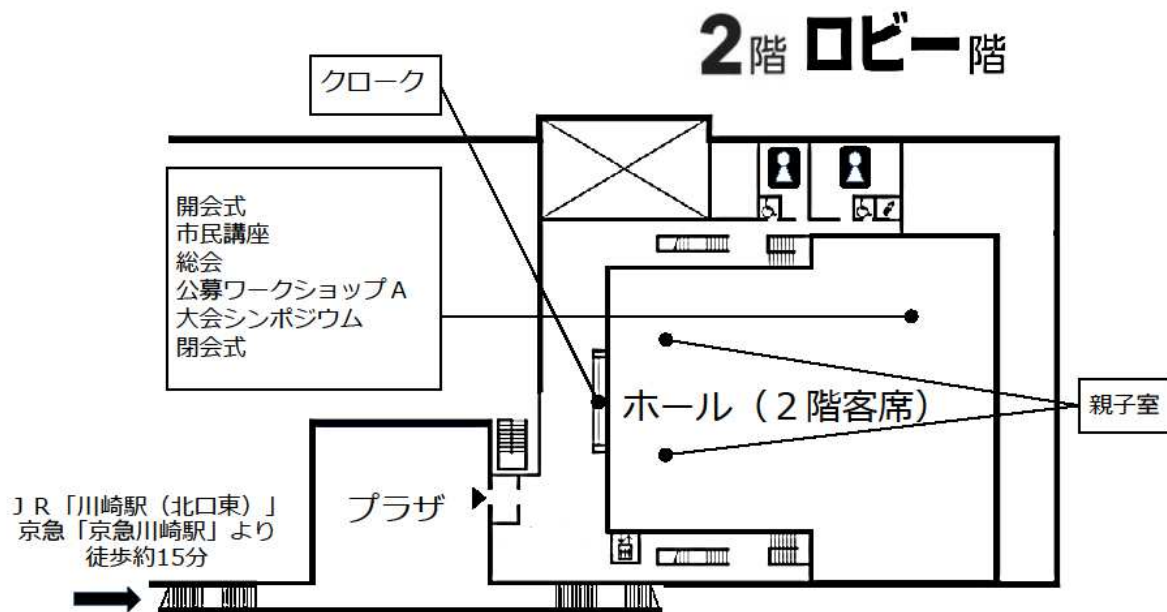 2階 ロビー階
クローク
開会式
市民講座
総会
公募ワークショップA
大会シンポジウム
閉会式
ホール(2階客席)
親子室
プラザ
JR「川崎駅(北口東)」
京急「京急川崎駅」より
徒歩約15分